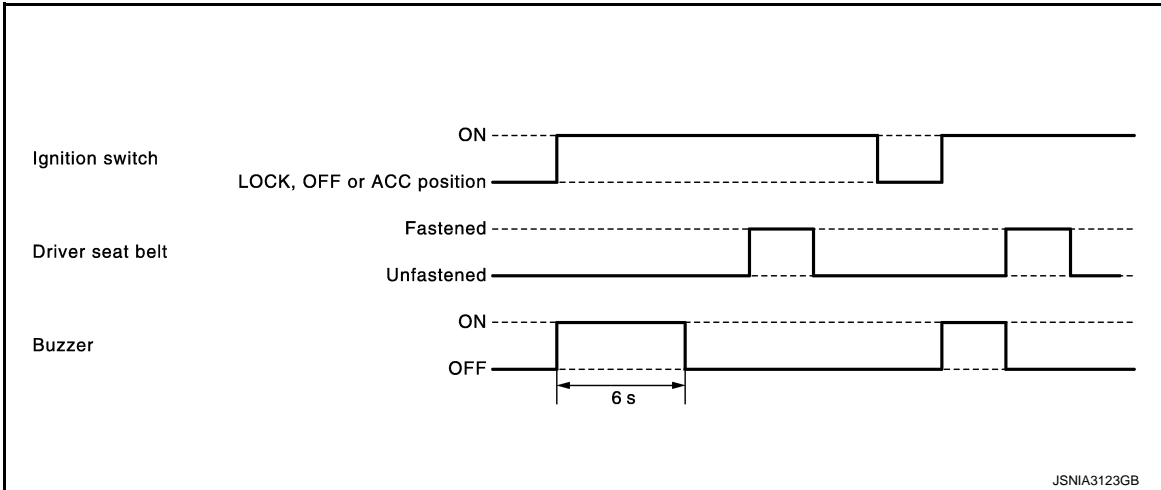 ON
Ignition switch
LOCK, OFF or ACC position
Fastened
Driver seat belt
Unfastened
ON
Buzzer
OFF
6 s
JSNIA3123GB